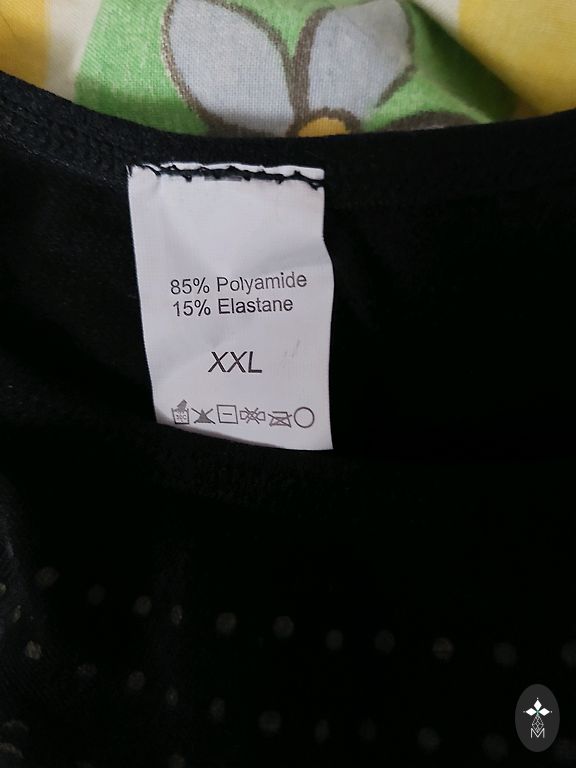 85% Polyamide
15% Elastane
XXL